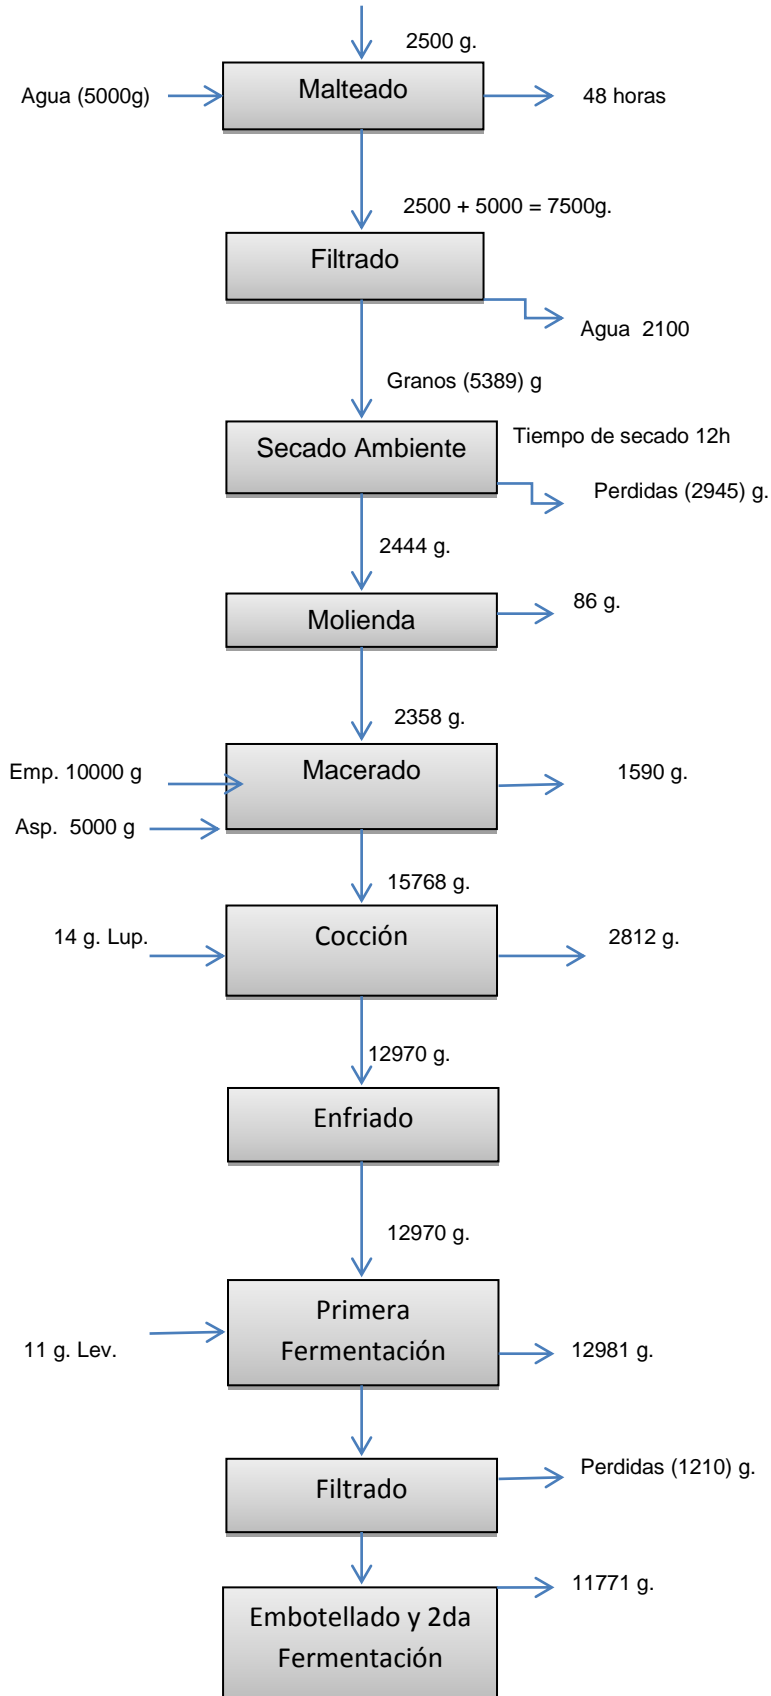 2500 g.
Agua (5000g)
Malteado
48 horas
2500 + 5000 = 7500g.
Filtrado
Agua 2100
Granos (5389) g
Secado Ambiente
Tiempo de secado 12h
Perdidas (2945) g.
2444 g.
Molienda
86 g.
2358 g.
Emp. 10000 g
Macerado
1590 g.
Asp. 5000 g
15768 g.
14 g. Lup.
Cocción
2812 g.
12970 g.
Enfriado
12970 g.
11 g. Lev.
Primera
Fermentación
12981 g.
Filtrado
Perdidas (1210) g.
11771 g.
Embotellado y 2da
Fermentación